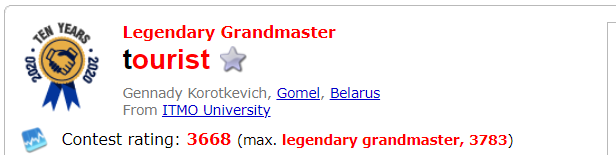 TEN YEARS
2020 2020
Legendary Grandmaster
tourist
Gennady Korotkevich, Gomel, Belarus
From ITMO University
Contest rating: 3668 (max. legendary grandmaster, 3783)